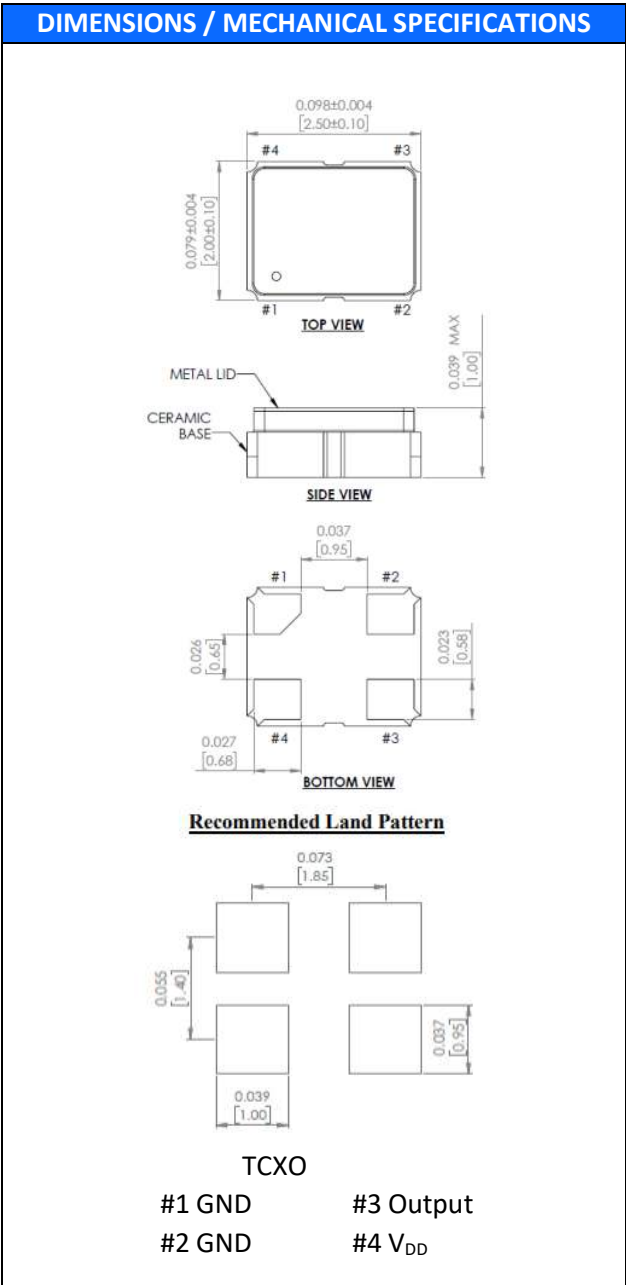 DIMENSIONS / MECHANICAL SPECIFICATIONS
0.098±0.004
[2.50±0.10]
#4 #3
0.079±0.004
[2.00±0.10]
#1 #2
TOP VIEW
0.039 MAX
[1.00]
METAL LID
CERAMIC
BASE
SIDE VIEW
0.037
[0.95]
#1 #2
0.026
[0.65]
0.023
[0.58]
#4 #3
0.027
[0.68]
BOTTOM VIEW
Recommended Land Pattern
0.073
[1.85]
0.055
[1.40]
0.037
[0.95]
0.039
[1.00]
TCXO
#1 GND #3 Output
#2 GND #4 VDD